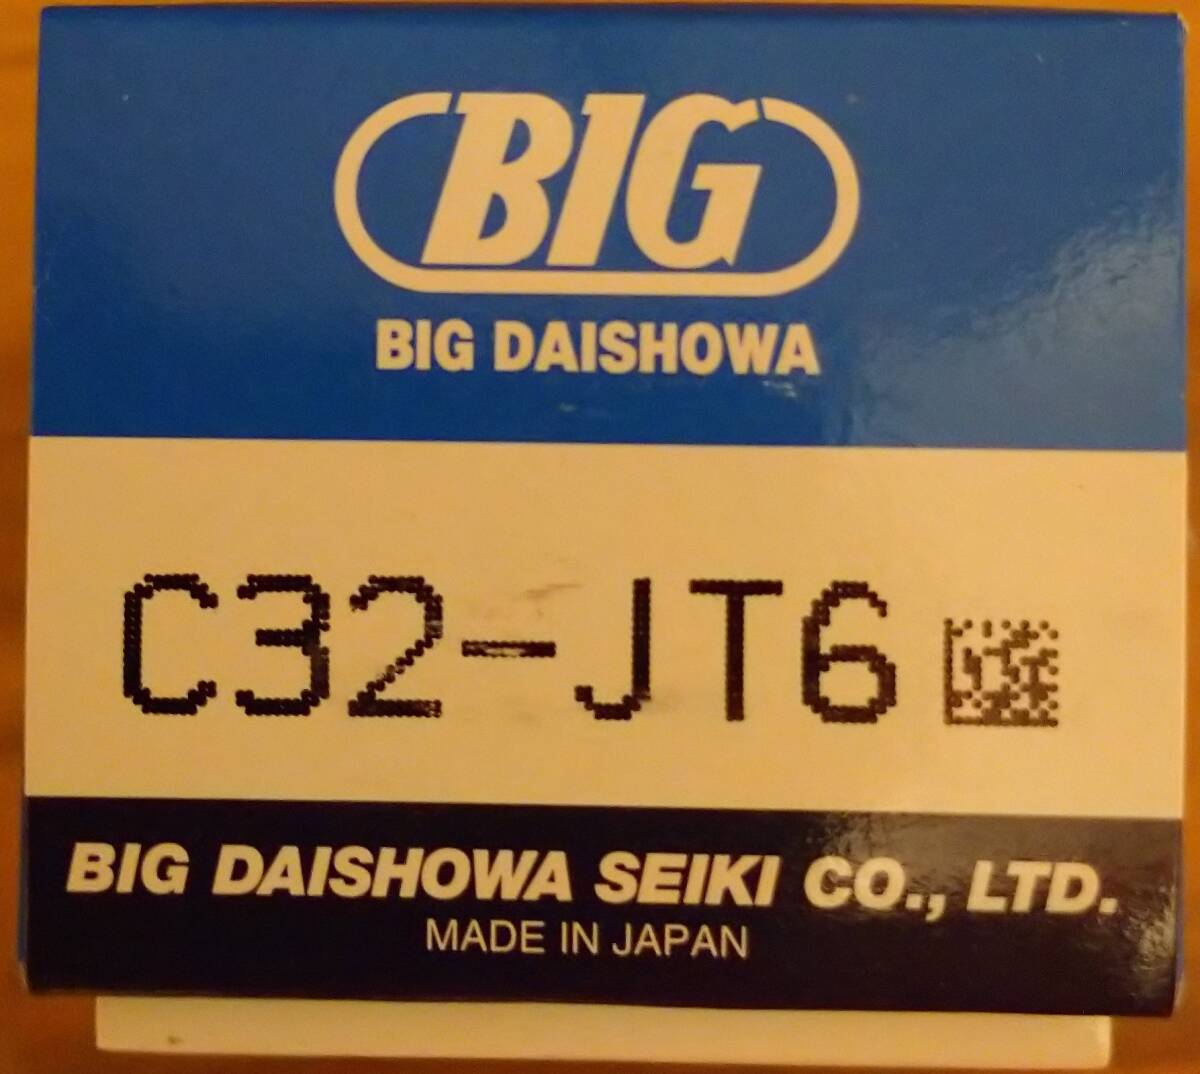 BIG
BIG DAISHOWA
C32-JT6
BIG DAISHOWA SEIKI CO., LTD.
MADE IN JAPAN